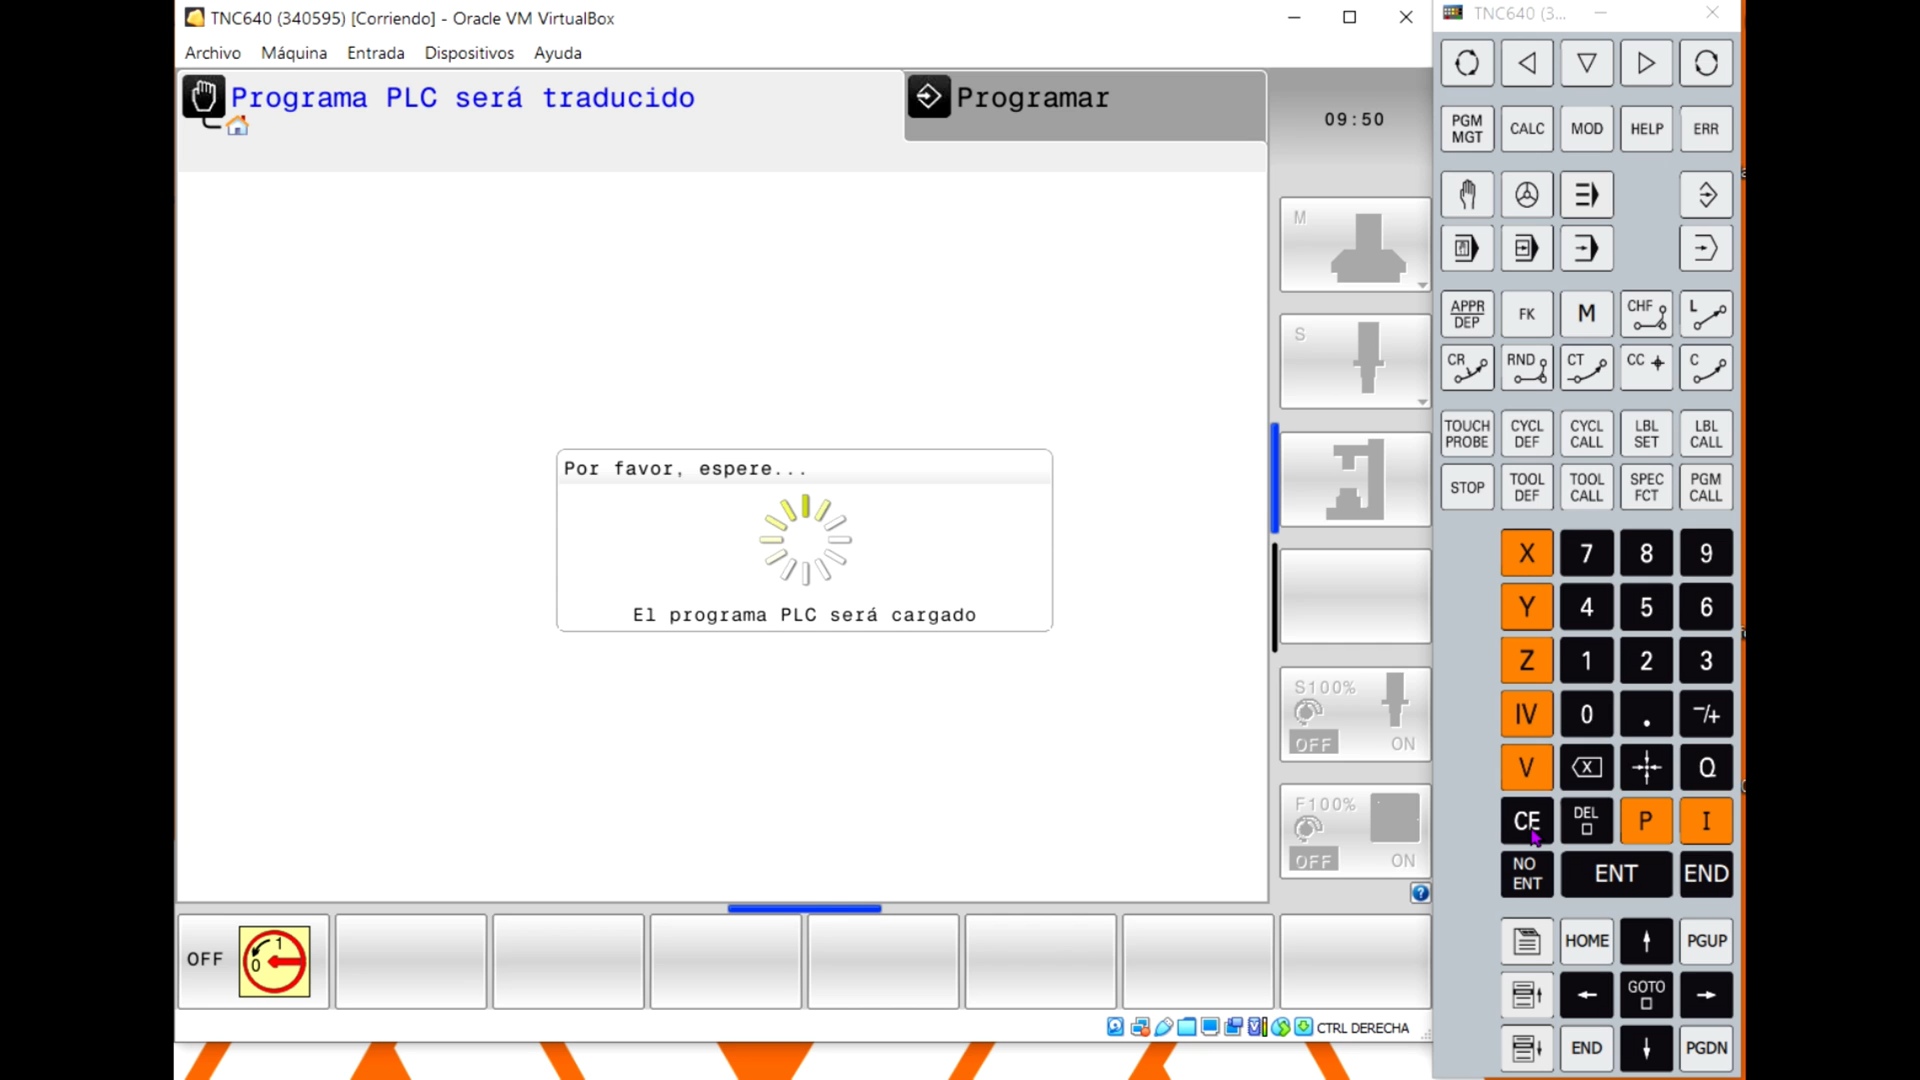 TNC640 (340595) [Corriendo] - Oracle VM VirtualBox
Archivo Máquina Entrada Dispositivos Ayuda
Programa PLC será traducido
Programar
09:50
M
S
Por favor, espere...
El programa PLC será cargado
S100%
OFF ON
F100%
OFF ON
OFF
1
0
CTRL DERECHA
TNC640 (3...
PGM MGT CALC MOD HELP ERR
APPR DEP FK M CHF L
CR RND CT CC C
TOUCH PROBE CYCL DEF CYCL CALL LBL SET LBL CALL
STOP TOOL DEF TOOL CALL SPEC FCT PGM CALL
X 7 8 9
Y 4 5 6
Z 1 2 3
IV 0 . -/+
V X Q
CE DEL P I
NO ENT ENT END
HOME PGUP
GOTO
END PGDN